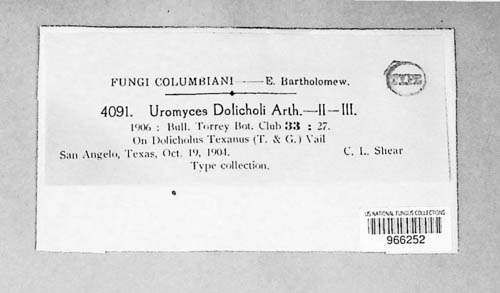 FUNGI COLUMBIANI——E. Bartholomew.
TYPE
4091. Uromyces Dolicholi Arth.—II—III.
1906 : Bull. Torrey Bot. Club 33 : 27.
On Dolicholus Texanus (T. & G.) Vail
San Angelo, Texas, Oct. 19, 1904. C. L. Shear
Type collection.
US NATIONAL FUNGUS COLLECTIONS
966252